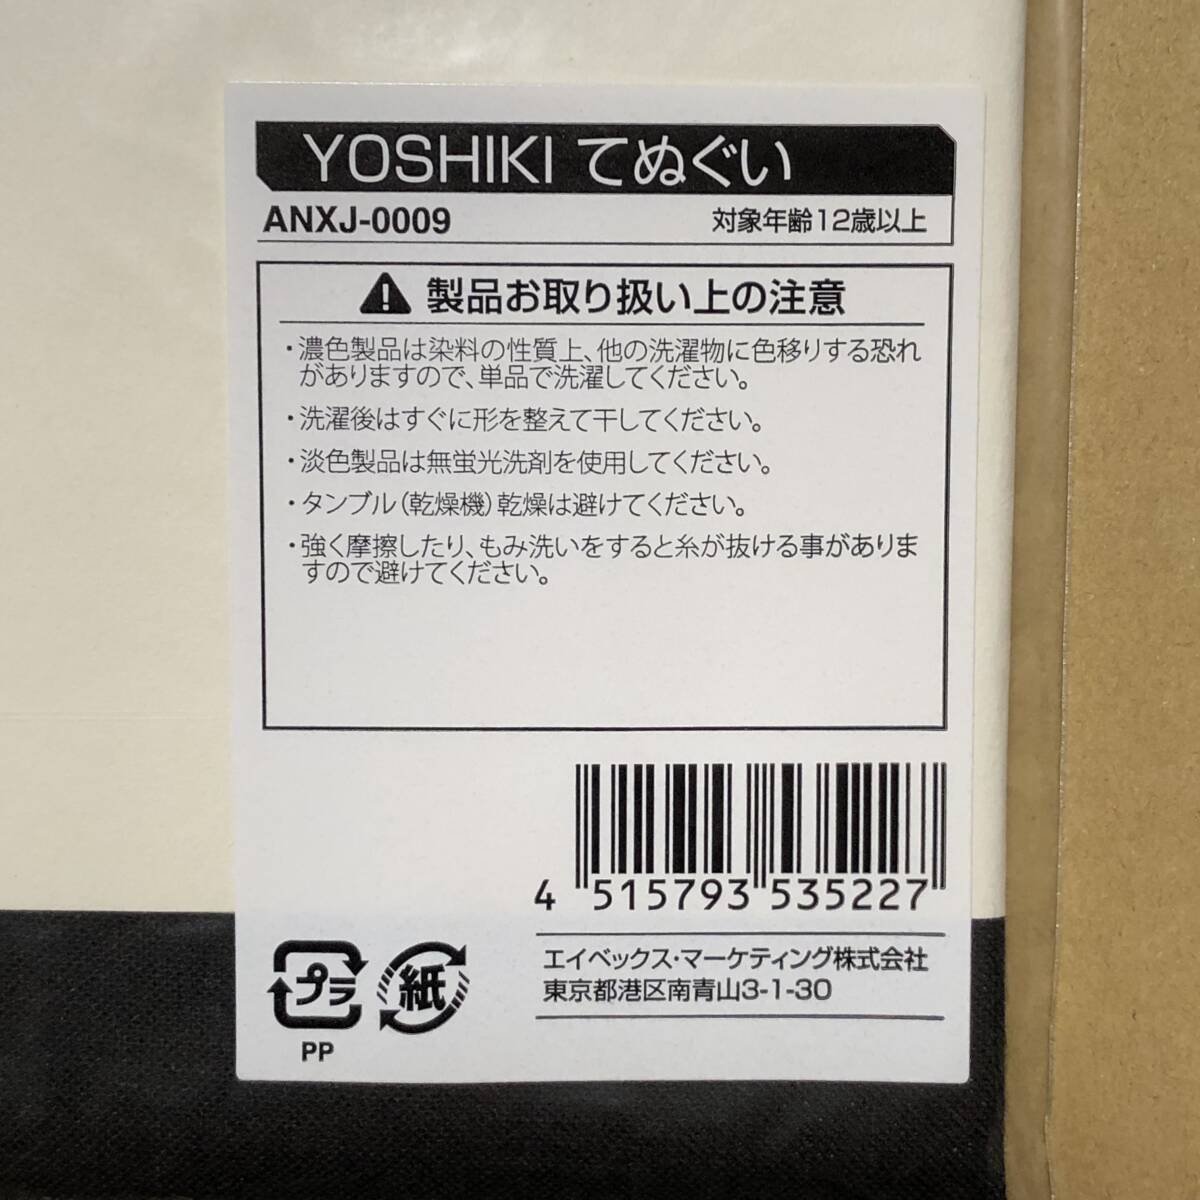 YOSHIKI てぬぐい
ANXJ-0009
対象年齢12歳以上
製品お取り扱い上の注意
・濃色製品は染料の性質上、他の洗濯物に色移りする恐れ
がありますので、単品で洗濯してください。
・洗濯後はすぐに形を整えて干してください。
・淡色製品は無蛍光洗剤を使用してください。
・タンブル(乾燥機)乾燥は避けてください。
・強く摩擦したり、もみ洗いをすると糸が抜ける事がありま
すので避けてください。
4 515793 535227
プラ
PP
紙
エイベックス・マーケティング株式会社
東京都港区南青山3-1-30